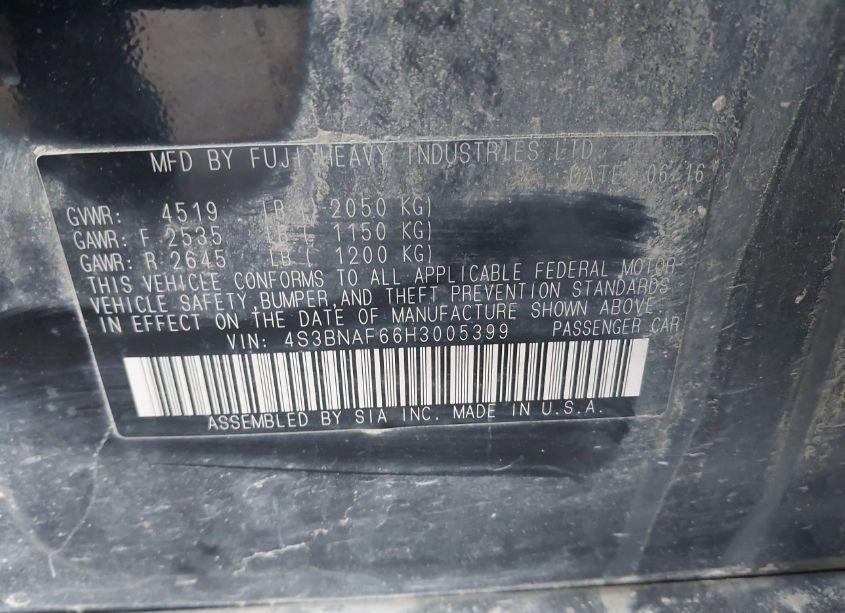 MFD BY FUJI HEAVY INDUSTRIES LTD
DATE 06/16
GVWR: 4519 LB ( 2050 KG)
GAWR: F 2535 LB ( 1150 KG)
GAWR: R 2645 LB ( 1200 KG)
THIS VEHICLE CONFORMS TO ALL APPLICABLE FEDERAL MOTOR
VEHICLE SAFETY, BUMPER, AND THEFT PREVENTION STANDARDS
IN EFFECT ON THE DATE OF MANUFACTURE SHOWN ABOVE
VIN: 4S3BNAF66H3005399 PASSENGER CAR
ASSEMBLED BY SIA INC. MADE IN U.S.A.